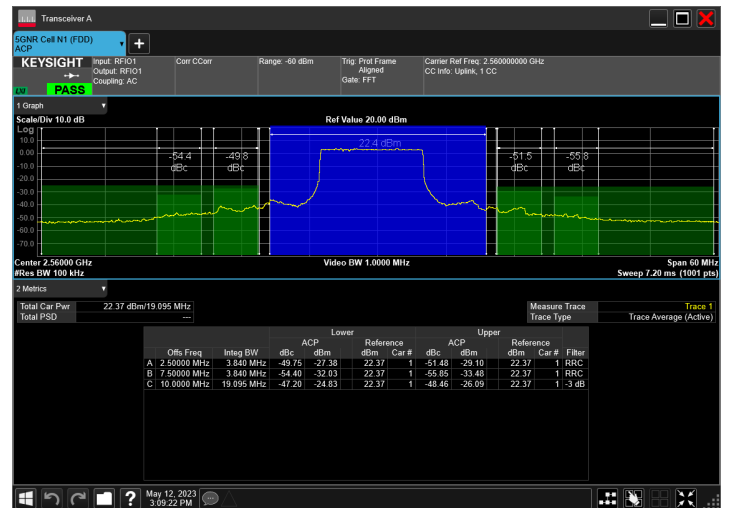 Transceiver A
5GNR Cell N1 (FDD)
ACP
KEYSIGHT
LXI
PASS
Input: RFIO1
Output: RFIO1
Coupling: AC
Corr CCorr
Range: -60 dBm
Trig: Prot Frame
Aligned
Gate: FFT
Carrier Ref Freq: 2.560000000 GHz
CC Info: Uplink, 1 CC
1 Graph
Scale/Div 10.0 dB
Ref Value 20.00 dBm
Log
10.0
0.00
-10.0
-20.0
-30.0
-40.0
-50.0
-60.0
-70.0
-54.4
dBc
-49.8
dBc
22.4 dBm
-51.5
dBc
-55.8
dBc
Center 2.56000 GHz
Video BW 1.0000 MHz
Span 60 MHz
#Res BW 100 kHz
Sweep 7.20 ms (1001 pts)
2 Metrics
Total Car Pwr 22.37 dBm/19.095 MHz
Total PSD ---
Measure Trace Trace 1
Trace Type Trace Average (Active)
Lower Upper
ACP Reference ACP Reference
Offs Freq Integ BW dBc dBm dBm Car # dBc dBm dBm Car # Filter
A 2.50000 MHz 3.840 MHz -49.75 -27.38 22.37 1 -51.48 -29.10 22.37 1 RRC
B 7.50000 MHz 3.840 MHz -54.40 -32.03 22.37 1 -55.85 -33.48 22.37 1 RRC
C 10.0000 MHz 19.095 MHz -47.20 -24.83 22.37 1 -48.46 -26.09 22.37 1 -3 dB
May 12, 2023
3:09:22 PM